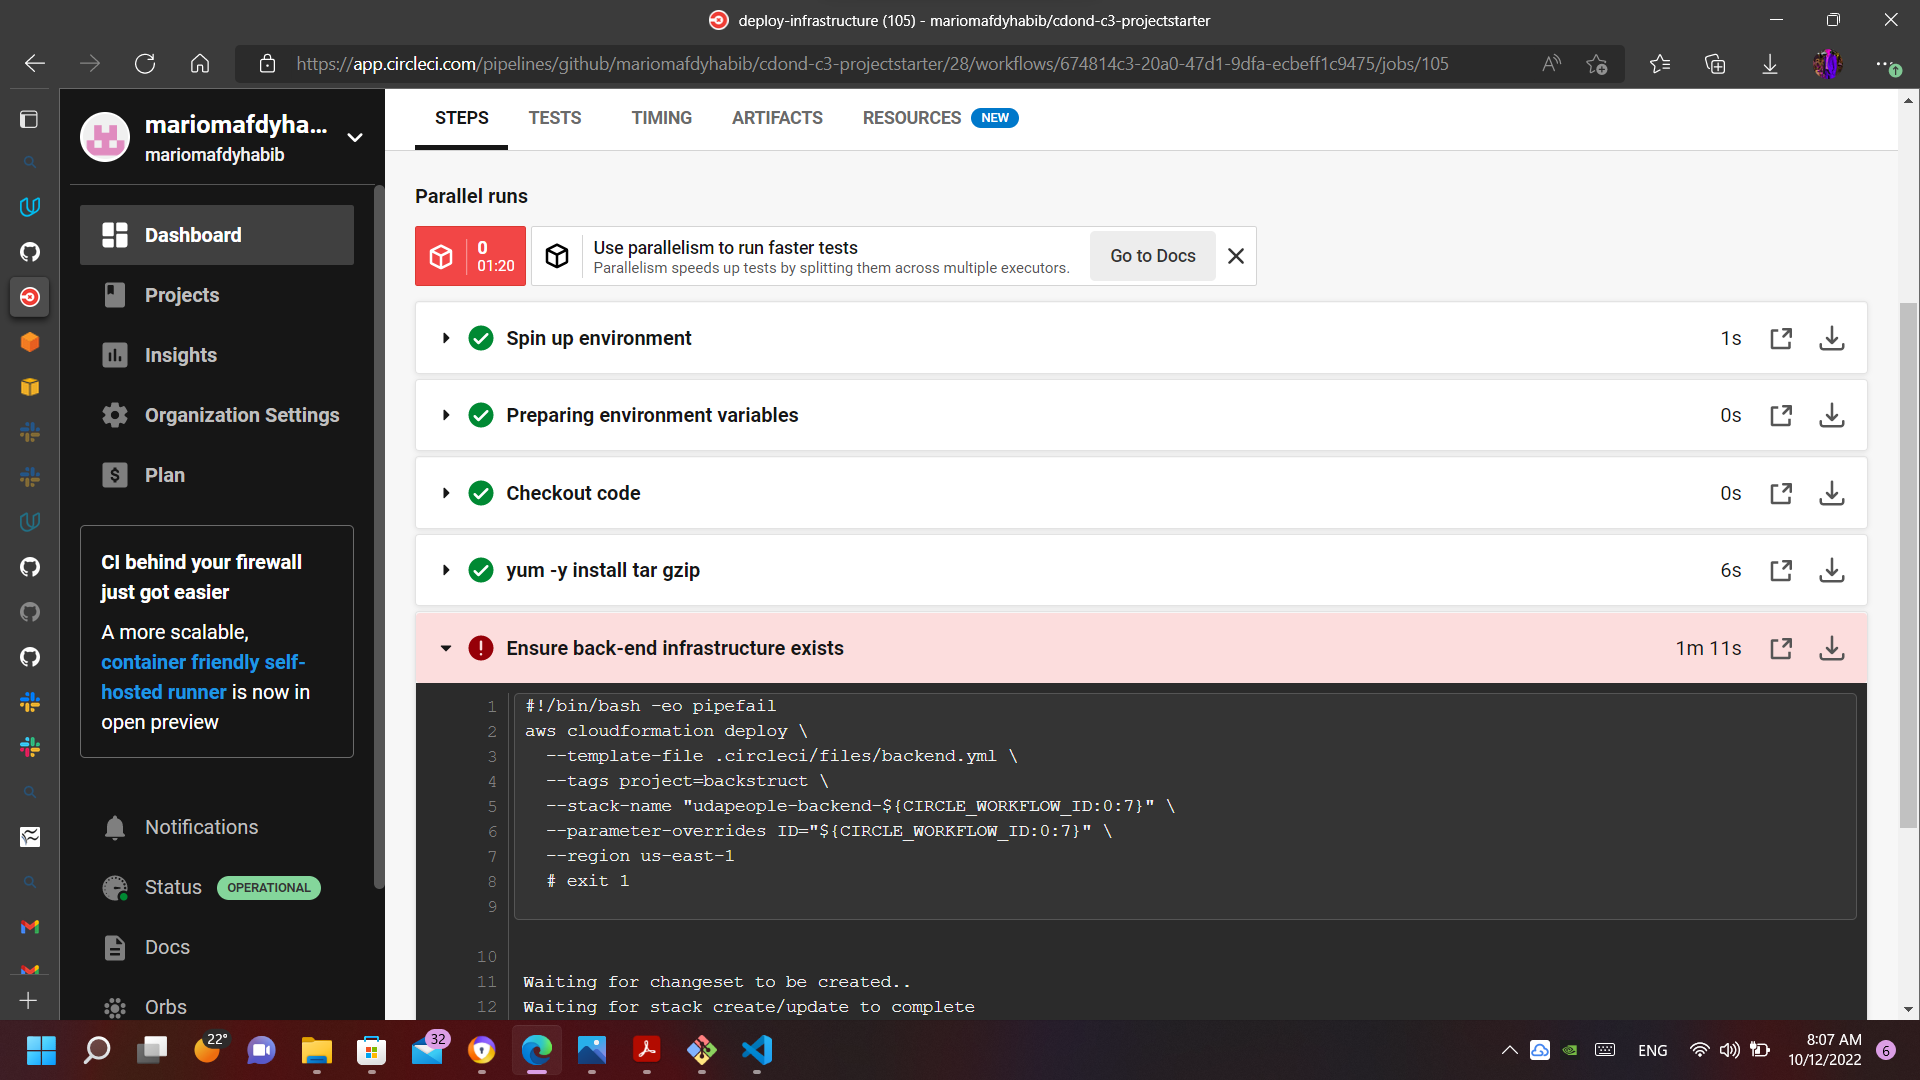 deploy-infrastructure (105) - mariomafdyhabib/cdond-c3-projectstarter
https://app.circleci.com/pipelines/github/mariomafdyhabib/cdond-c3-projectstarter/28/workflows/674814c3-20a0-47d1-9dfa-ecbeff1c9475/jobs/105
mariomafdyha...
mariomafdyhabib
Dashboard
Projects
Insights
Organization Settings
Plan
CI behind your firewall
just got easier
A more scalable,
container friendly self-
hosted runner is now in
open preview
Notifications
Status OPERATIONAL
Docs
Orbs
STEPS TESTS TIMING ARTIFACTS RESOURCES NEW
Parallel runs
0
01:20
Use parallelism to run faster tests
Parallelism speeds up tests by splitting them across multiple executors.
Go to Docs
Spin up environment 1s
Preparing environment variables 0s
Checkout code 0s
yum -y install tar gzip 6s
Ensure back-end infrastructure exists 1m 11s
1 #!/bin/bash -eo pipefail
2 aws cloudformation deploy \
3 --template-file .circleci/files/backend.yml \
4 --tags project=backstruct \
5 --stack-name "udapeople-backend-${CIRCLE_WORKFLOW_ID:0:7}" \
6 --parameter-overrides ID="${CIRCLE_WORKFLOW_ID:0:7}" \
7 --region us-east-1
8 # exit 1
9
10
11 Waiting for changeset to be created..
12 Waiting for stack create/update to complete
22°
32
ENG
8:07 AM
10/12/2022
6